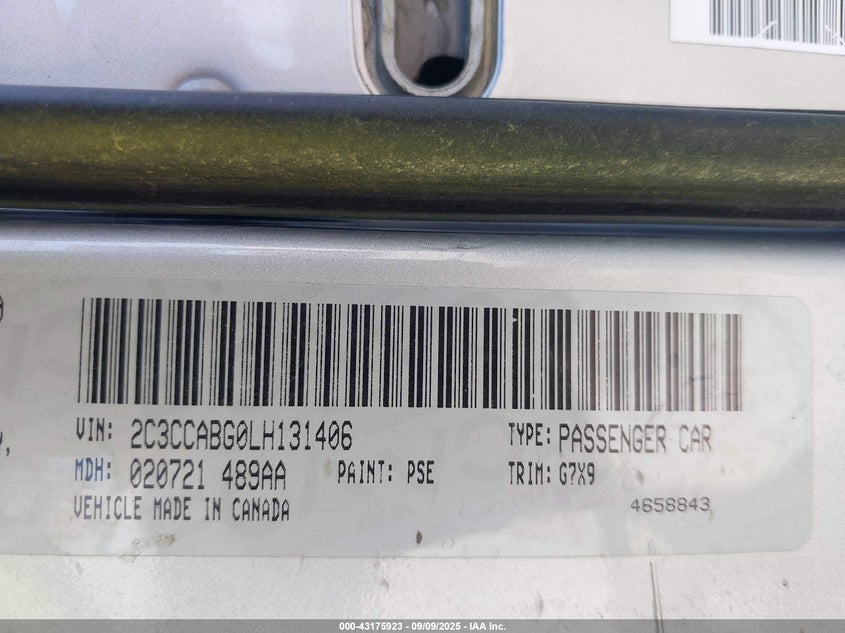 VIN: 2C3CCABG0LH131406 TYPE: PASSENGER CAR
MDH: 020721 489AA PAINT: PSE TRIM: G7X9
VEHICLE MADE IN CANADA 4658843
000-43175923 - 09/09/2025 - IAA Inc.